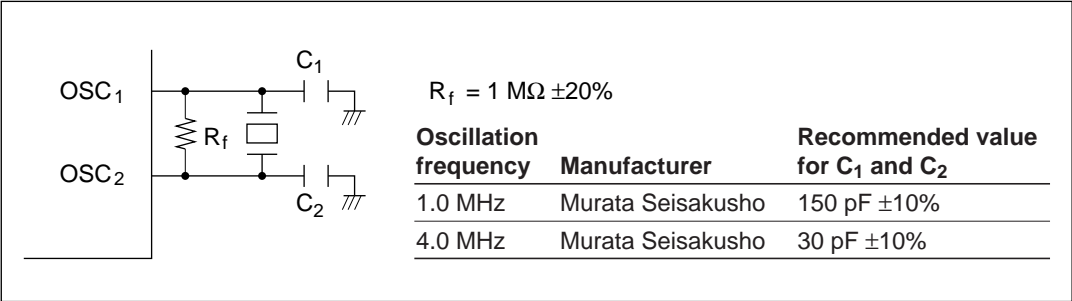 OSC1
OSC2
C1
Rf
C2
Rf = 1 MΩ ±20%
Oscillation frequency Manufacturer Recommended value for C1 and C2
1.0 MHz Murata Seisakusho 150 pF ±10%
4.0 MHz Murata Seisakusho 30 pF ±10%